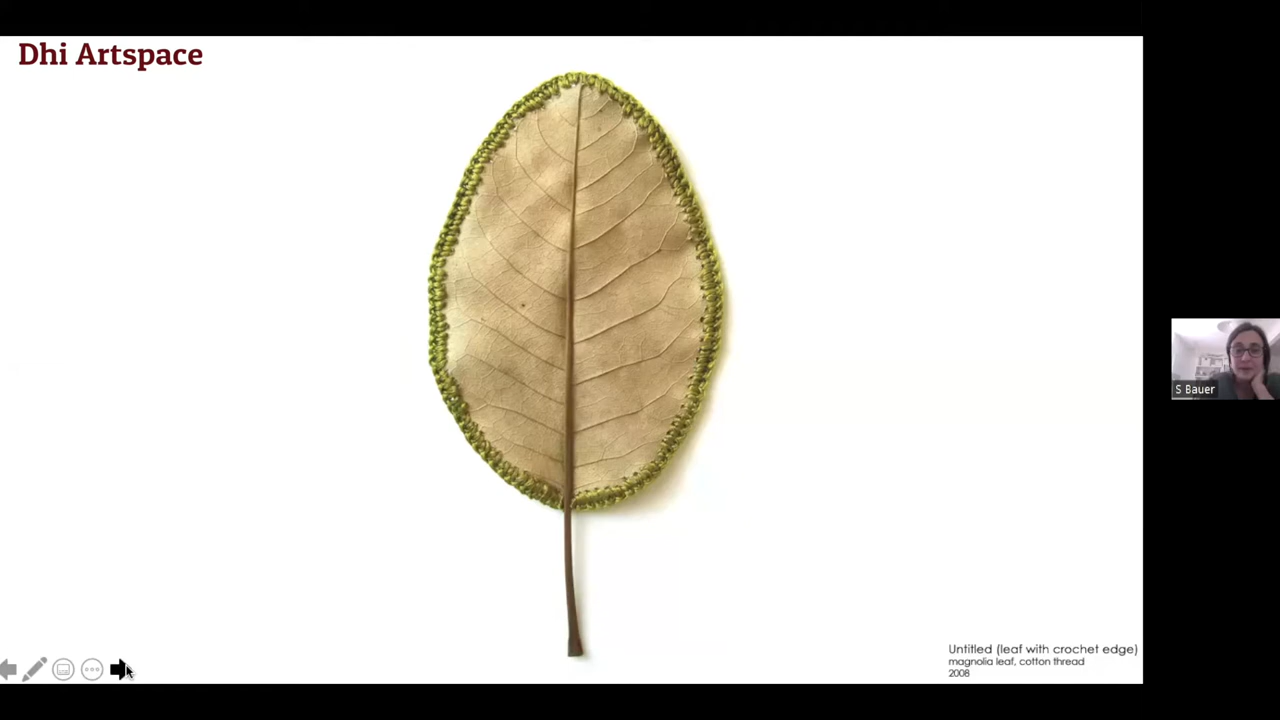 Dhi Artspace
S Bauer
Untitled (leaf with crochet edge)
magnolia leaf, cotton thread
2008